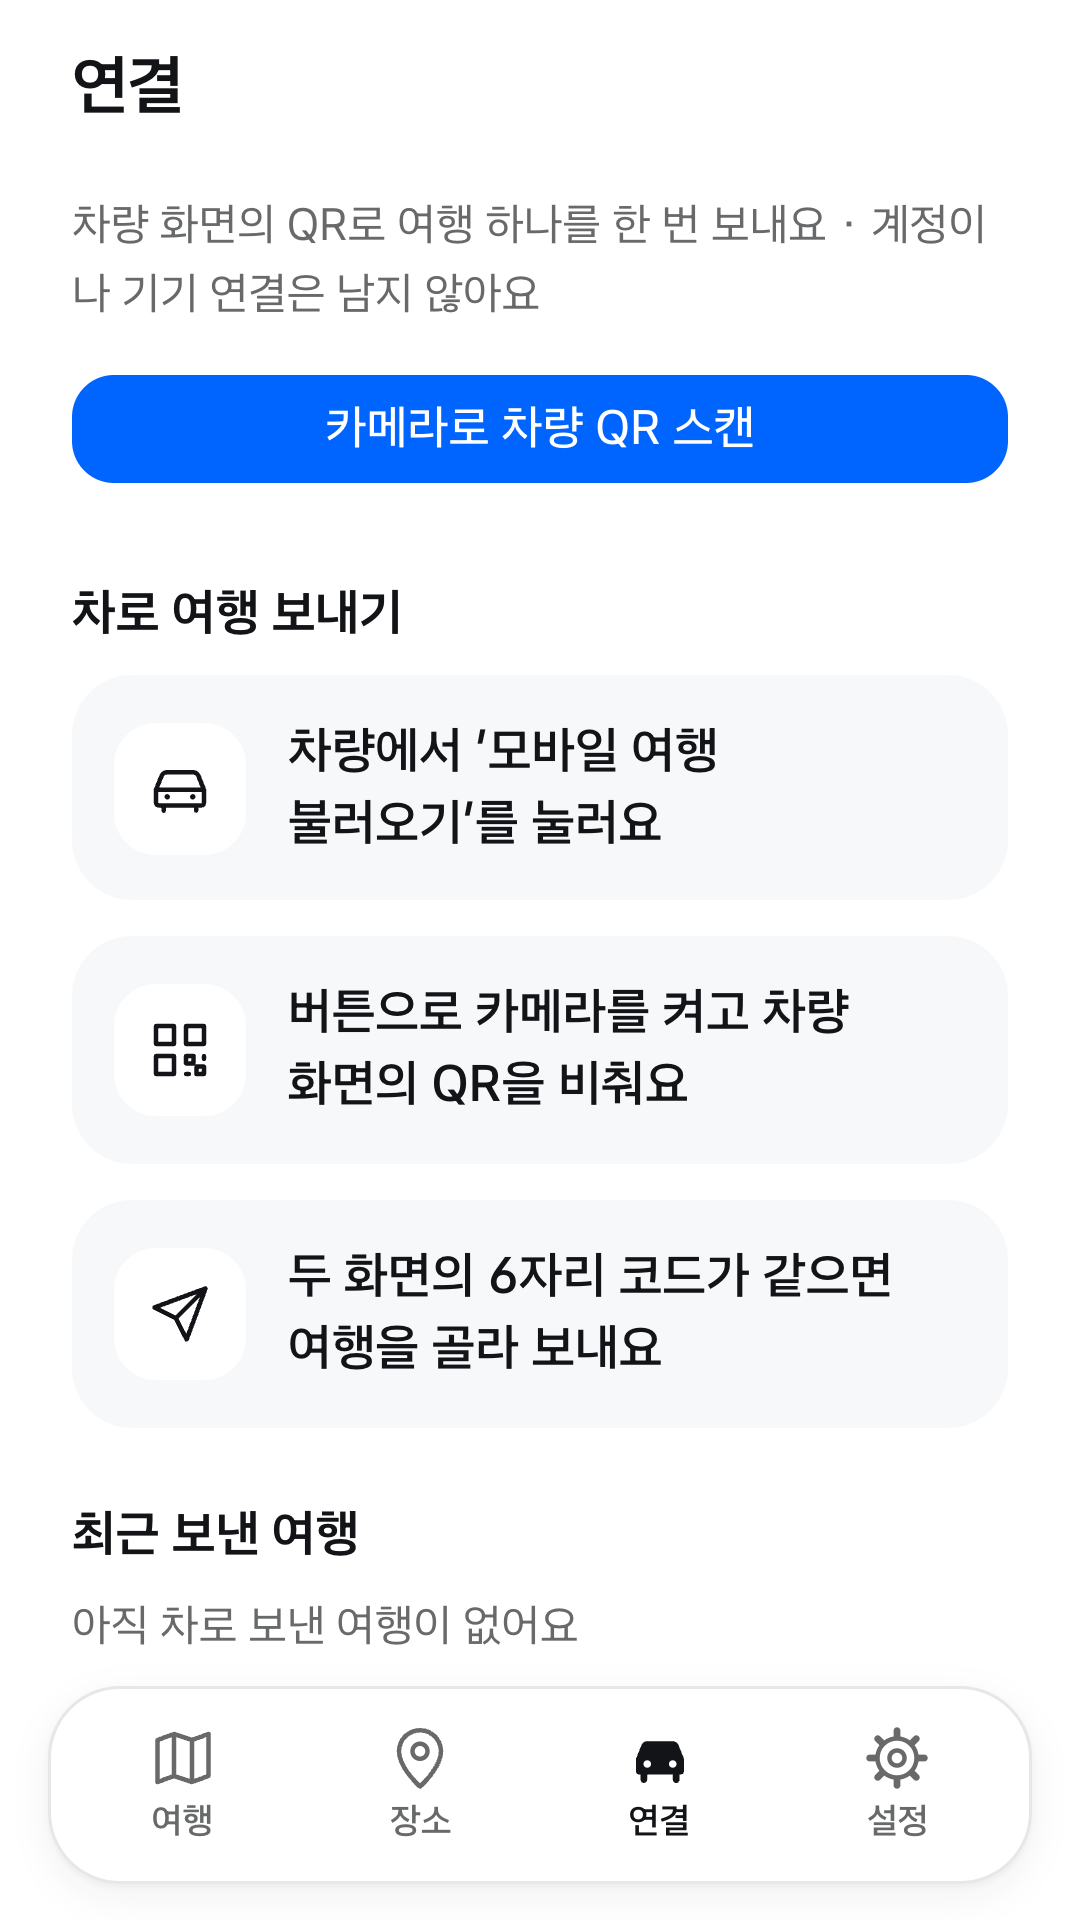 연결
차량 화면의 QR로 여행 하나를 한 번 보내요 · 계정이
나 기기 연결은 남지 않아요
카메라로 차량 QR 스캔
차로 여행 보내기
차량에서 '모바일 여행
불러오기'를 눌러요
버튼으로 카메라를 켜고 차량
화면의 QR을 비춰요
두 화면의 6자리 코드가 같으면
여행을 골라 보내요
최근 보낸 여행
아직 차로 보낸 여행이 없어요
여행
장소
연결
설정